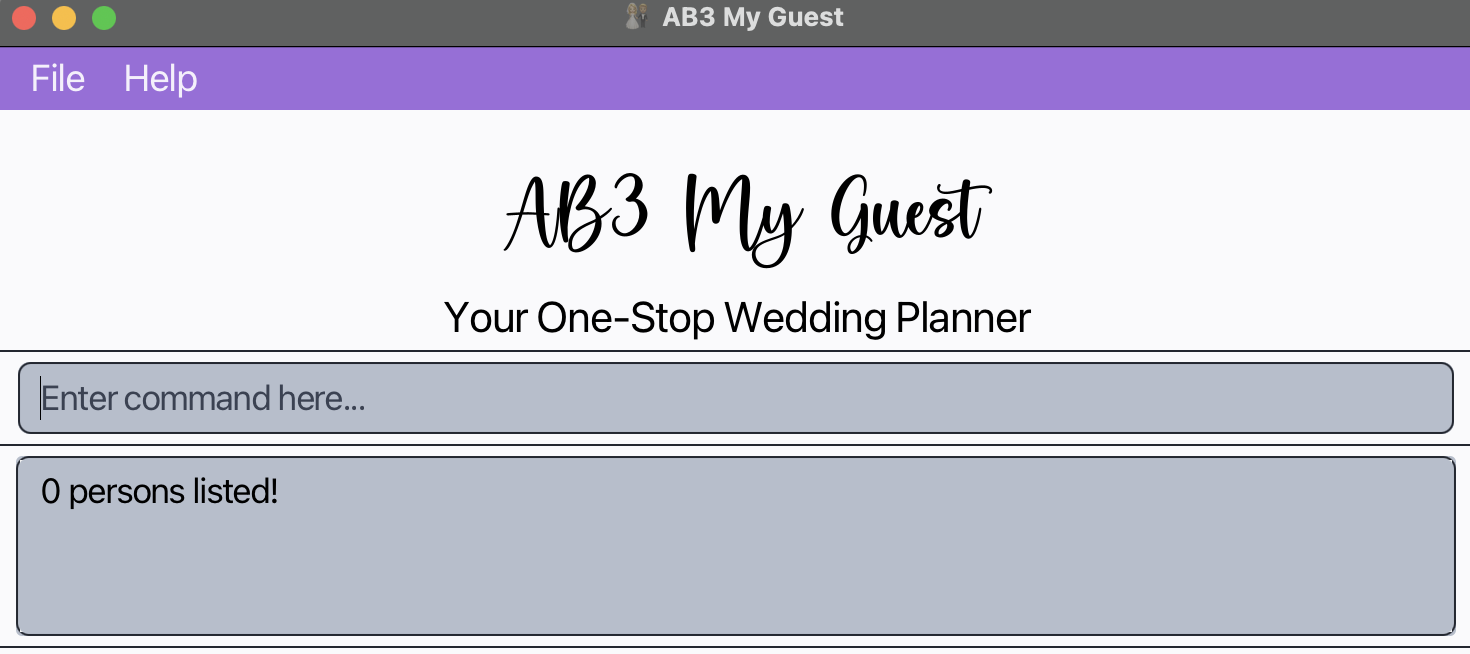 AB3 My Guest
File Help
AB3 My Guest
Your One-Stop Wedding Planner
Enter command here...
0 persons listed!